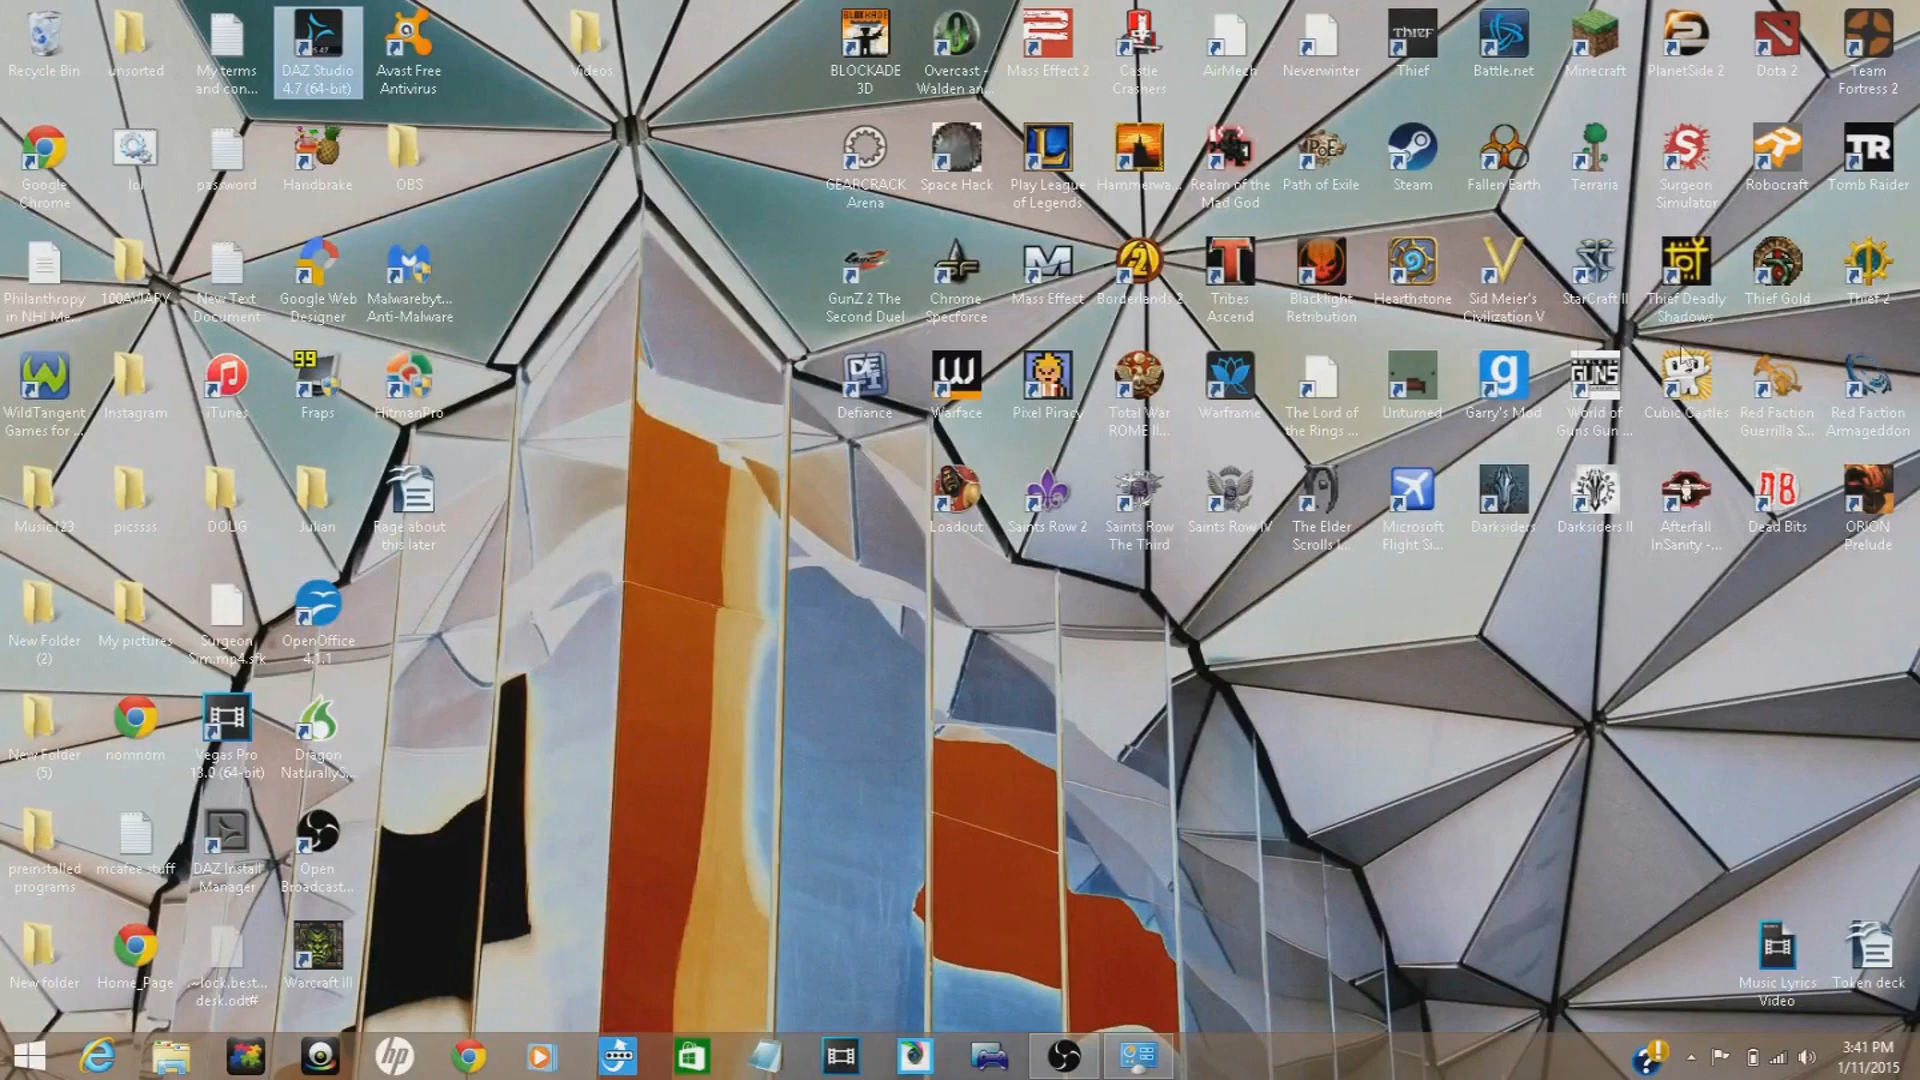 Recycle Bin
unsorted
My terms
and con...
DAZ Studio
4.7 (64-bit)
Avast Free
Antivirus
Videos
BLOCKADE
3D
Overcast -
Walden an...
Mass Effect 2
Castle
Crashers
AirMech
Neverwinter
Thief
Battle.net
Minecraft
PlanetSide 2
Dota 2
Team
Fortress 2
Google
Chrome
lol
password
Handbrake
OBS
GEARCRACK
Arena
Space Hack
Play League
of Legends
Hammerwa...
Realm of the
Mad God
Path of Exile
Steam
Fallen Earth
Terraria
Surgeon
Simulator
Robocraft
Tomb Raider
Philanthropy
in NHI Me...
100AVIARY
New Text
Document
Google Web
Designer
Malwarebyt...
Anti-Malware
GunZ 2 The
Second Duel
Chrome
Specforce
Mass Effect
Borderlands 2
Tribes
Ascend
Blacklight
Retribution
Hearthstone
Sid Meier's
Civilization V
StarCraft II
Thief Deadly
Shadows
Thief Gold
Thief 2
WildTangent
Games for ...
Instagram
iTunes
99
Fraps
HitmanPro
Defiance
Warface
Pixel Piracy
Total War
ROME II...
Warframe
The Lord of
the Rings ...
Unturned
Garry's Mod
World of
Guns Gun ...
Cubic Castles
Red Faction
Guerrilla S...
Red Faction
Armageddon
Music123
picssss
DOUG
Julian
Rage about
this later
Loadout
Saints Row 2
Saints Row
The Third
Saints Row IV
The Elder
Scrolls I...
Microsoft
Flight Si...
Darksiders
Darksiders II
Afterfall
InSanity -...
Dead Bits
ORION
Prelude
New Folder
(2)
My pictures
Surgeon
Sim.mp4.sfk
OpenOffice
4.1.1
New Folder
(5)
nomnom
Vegas Pro
13.0 (64-bit)
Dragon
NaturallyS...
preinstalled
programs
mcafee stuff
DAZ Install
Manager
Open
Broadcast...
New folder
Home_Page
.~lock.best...
desk.odt#
Warcraft III
Music Lyrics
Video
Token deck
3:41 PM
1/11/2015